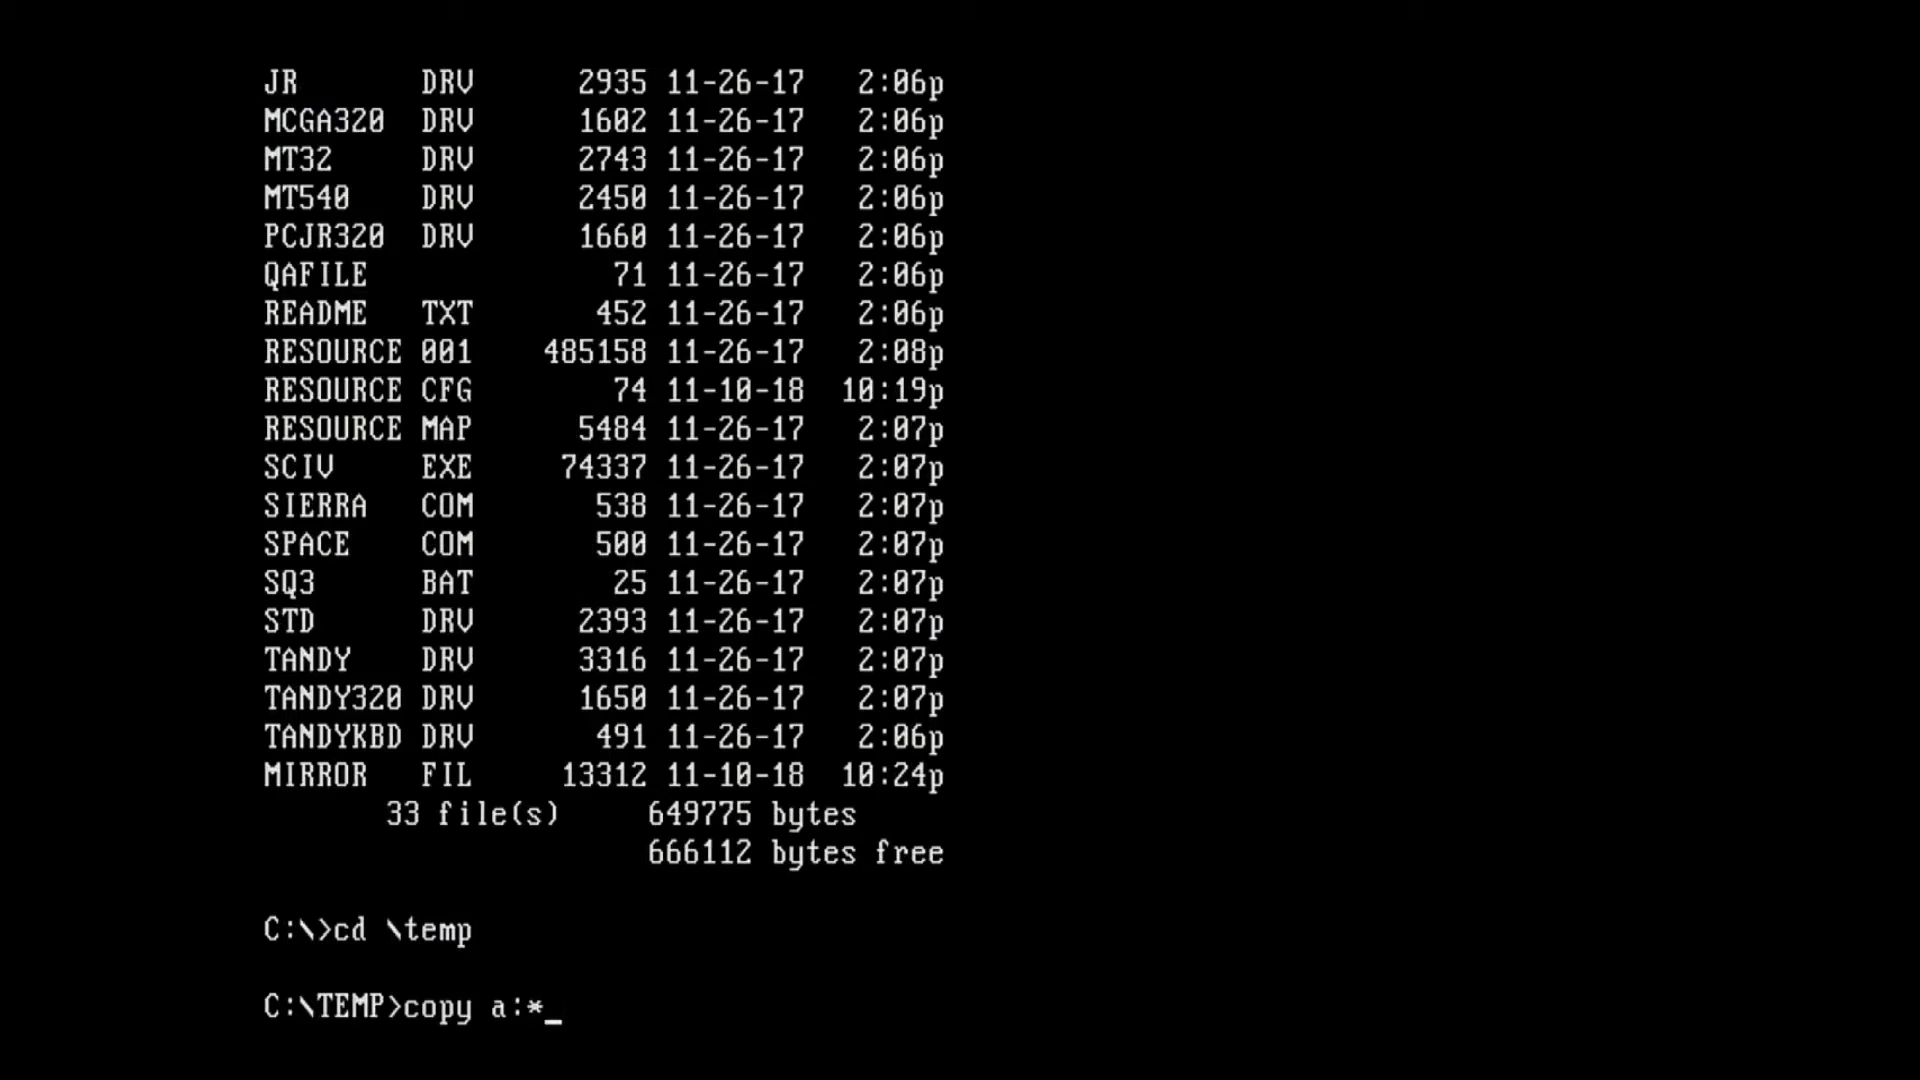 JR       DRV      2935 11-26-17   2:06p
MCGA320  DRV      1602 11-26-17   2:06p
MT32     DRV      2743 11-26-17   2:06p
MT540    DRV      2450 11-26-17   2:06p
PCJR320  DRV      1660 11-26-17   2:06p
QAFILE              71 11-26-17   2:06p
README   TXT       452 11-26-17   2:06p
RESOURCE 001    485158 11-26-17   2:08p
RESOURCE CFG        74 11-10-18  10:19p
RESOURCE MAP      5484 11-26-17   2:07p
SCIV     EXE     74337 11-26-17   2:07p
SIERRA   COM       538 11-26-17   2:07p
SPACE    COM       500 11-26-17   2:07p
SQ3      BAT        25 11-26-17   2:07p
STD      DRV      2393 11-26-17   2:07p
TANDY    DRV      3316 11-26-17   2:07p
TANDY320 DRV      1650 11-26-17   2:07p
TANDYKBD DRV       491 11-26-17   2:06p
MIRROR   FIL     13312 11-10-18  10:24p
       33 file(s)     649775 bytes
                      666112 bytes free
C:\>cd \temp
C:\TEMP>copy a:*_